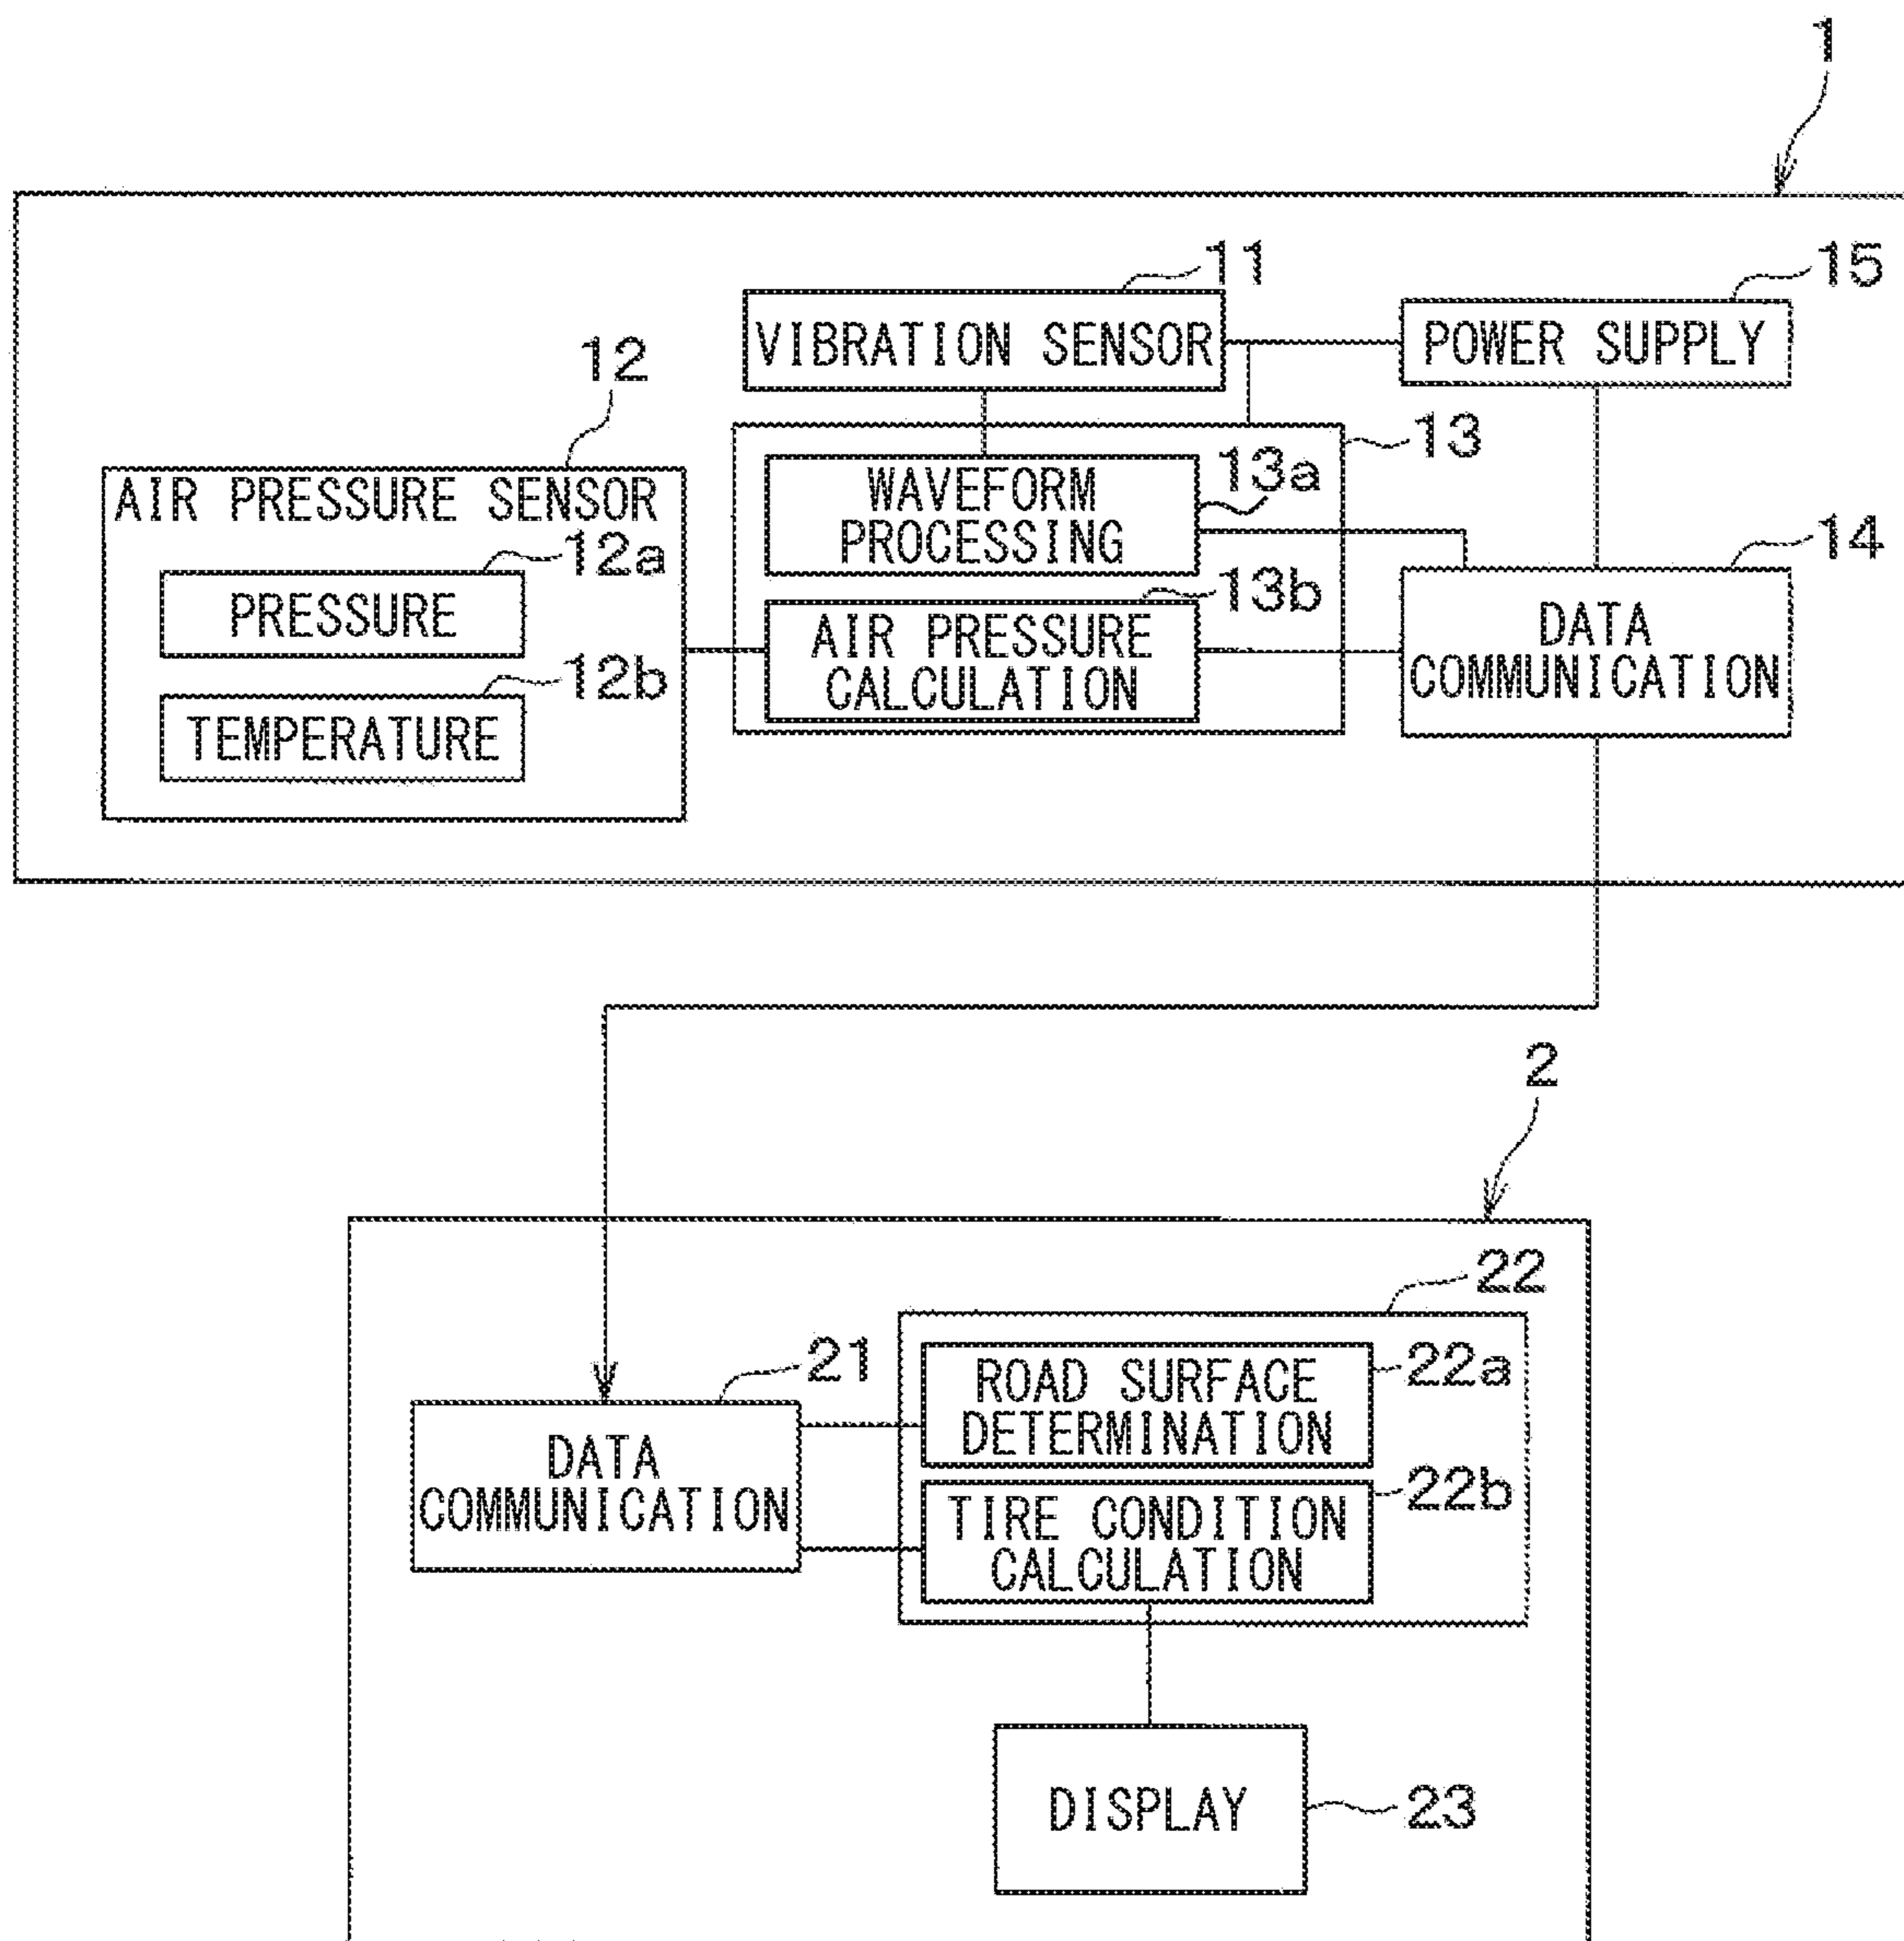 1
11
VIBRATION SENSOR
15
POWER SUPPLY
12
AIR PRESSURE SENSOR
12a
PRESSURE
12b
TEMPERATURE
13
13a
WAVEFORM
PROCESSING
13b
AIR PRESSURE
CALCULATION
14
DATA
COMMUNICATION
2
21
DATA
COMMUNICATION
22
22a
ROAD SURFACE
DETERMINATION
22b
TIRE CONDITION
CALCULATION
DISPLAY
23